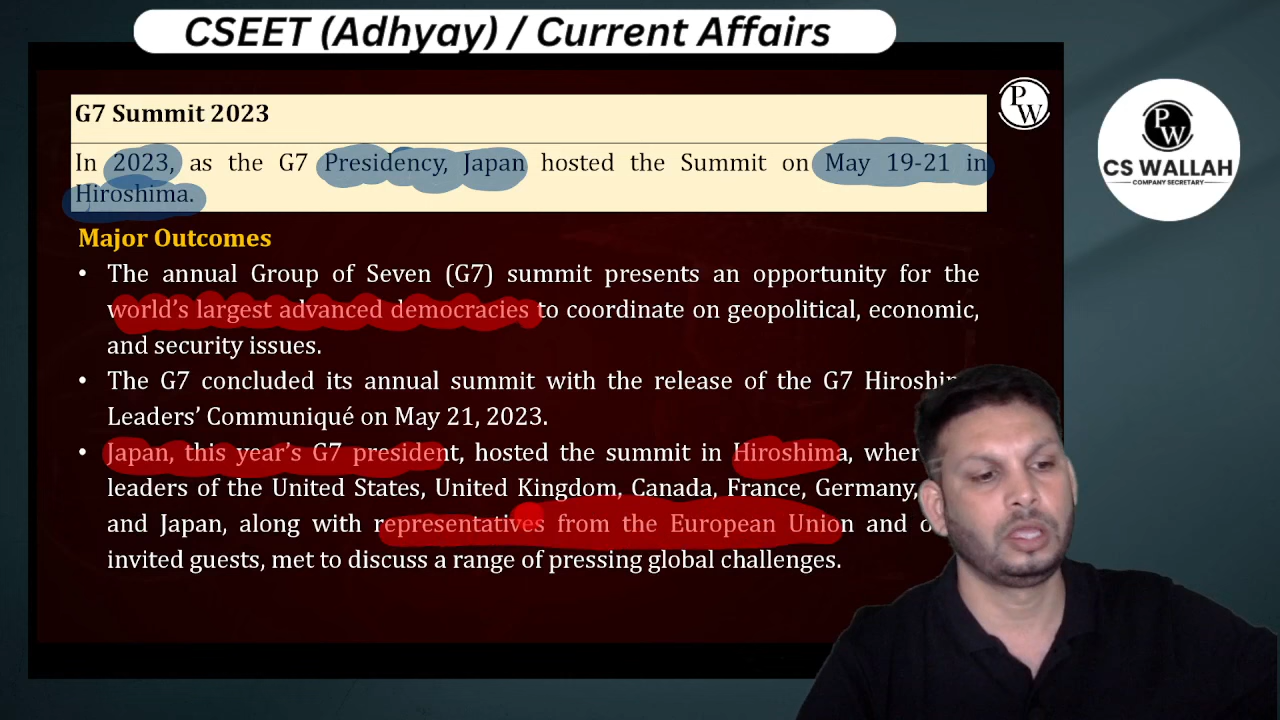 CSEET (Adhyay) / Current Affairs
G7 Summit 2023
In 2023, as the G7 Presidency, Japan hosted the Summit on May 19-21 in
Hiroshima.
Major Outcomes
• The annual Group of Seven (G7) summit presents an opportunity for the
world's largest advanced democracies to coordinate on geopolitical, economic,
and security issues.
• The G7 concluded its annual summit with the release of the G7
Leaders' Communiqué on May 21, 2023.
• Japan, this year's G7 president, hosted the summit in Hiroshima,
leaders of the United States, United Kingdom, Canada, France, Germany,
and Japan, along with representatives from the European Union and
invited guests, met to discuss a range of pressing global challenges.
PW
PW
CS WALLAH
COMPANY SECRETARY